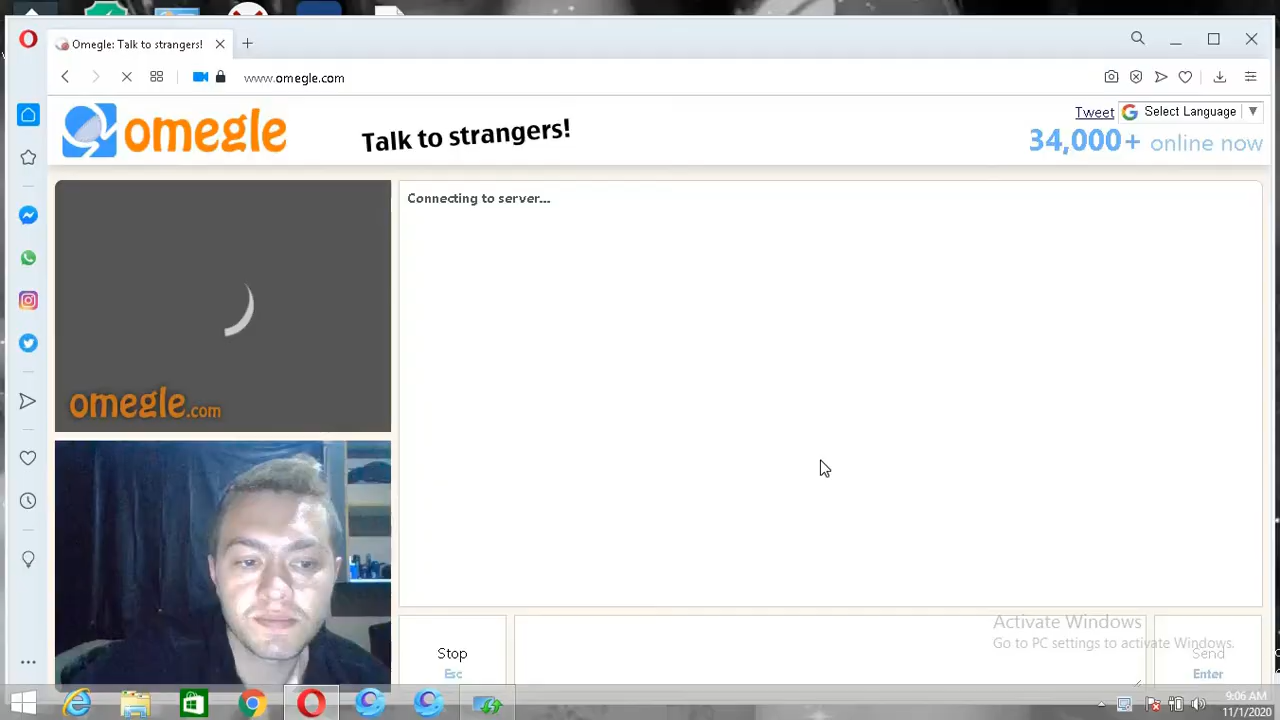 Omegle: Talk to strangers!
www.omegle.com
omegle
Talk to strangers!
Tweet
Select Language
34,000+ online now
Connecting to server...
omegle.com
Activate Windows
Go to PC settings to activate Windows.
Stop
Esc
Send
Enter
9:06 AM
11/1/2020